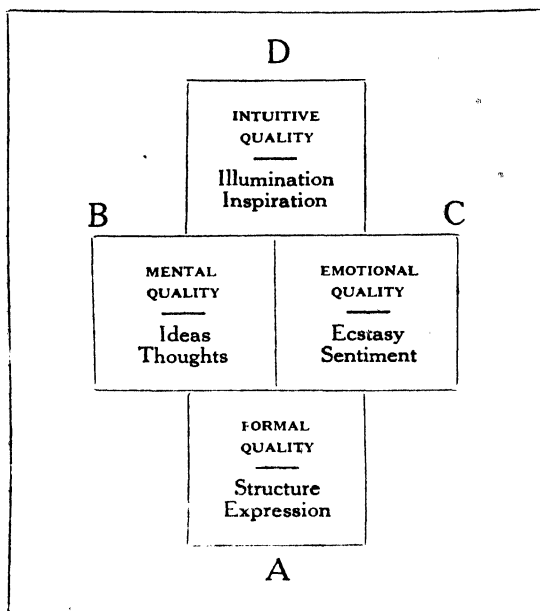 D
INTUITIVE
QUALITY
Illumination
Inspiration
B
C
MENTAL
QUALITY
Ideas
Thoughts
EMOTIONAL
QUALITY
Ecstasy
Sentiment
FORMAL
QUALITY
Structure
Expression
A